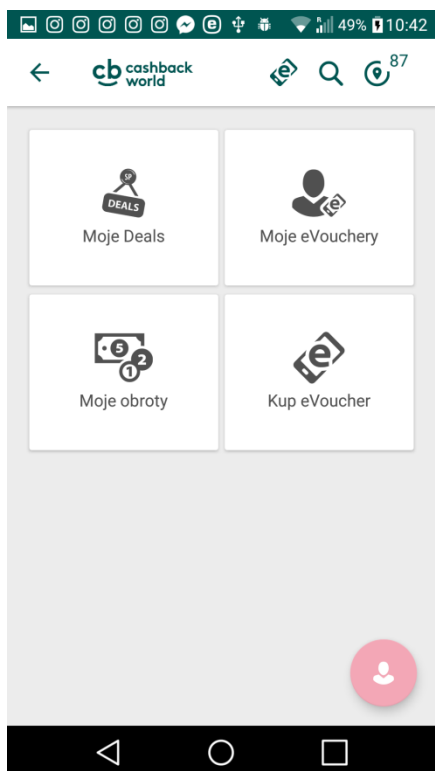 49% 10:42
cb cashback
world
87
SP
DEALS
Moje Deals
Moje eVouchery
5
1 2
Moje obroty
Kup eVoucher